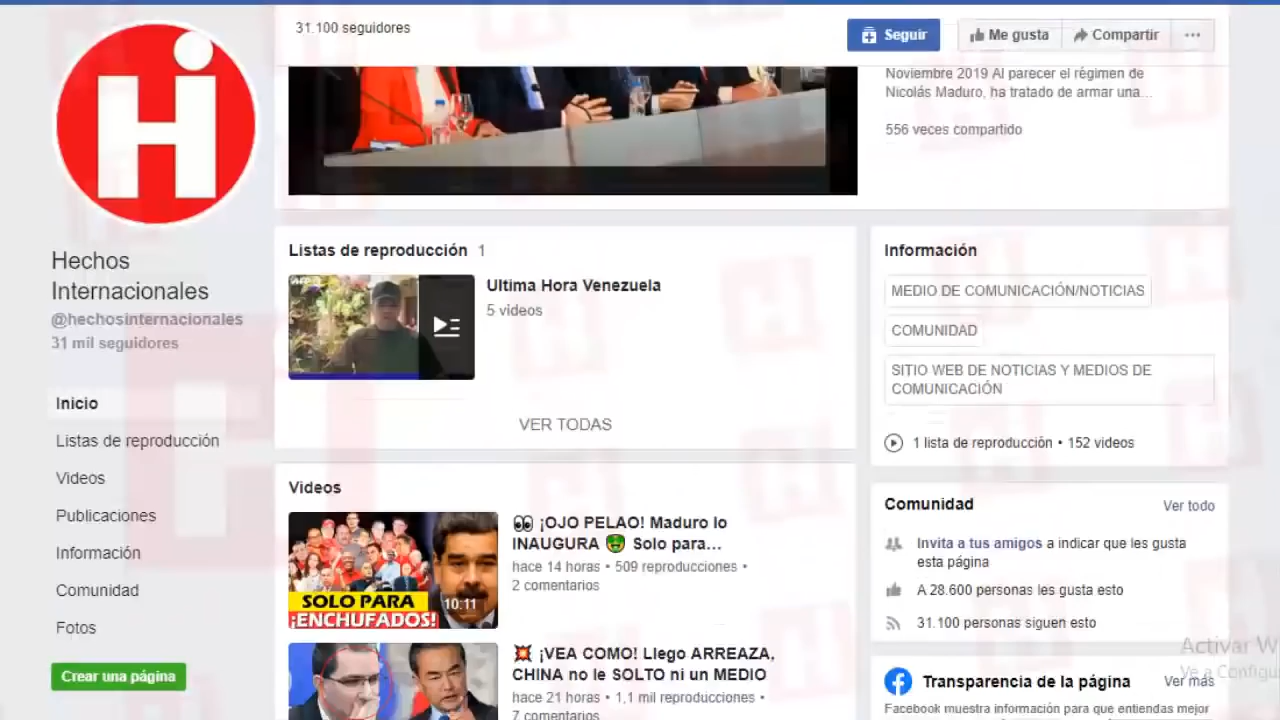 31.100 seguidores
Seguir
Me gusta
Compartir
Noviembre 2019 Al parecer el régimen de
Nicolás Maduro, ha tratado de armar una...
556 veces compartido
Hi
Hechos
Internacionales
@hechosinternacionales
31 mil seguidores
Inicio
Listas de reproducción
Videos
Publicaciones
Información
Comunidad
Fotos
Crear una página
Listas de reproducción 1
Ultima Hora Venezuela
5 videos
VER TODAS
Videos
SOLO PARA
¡ENCHUFADOS!
10:11
👀 ¡OJO PELAO! Maduro lo
INAUGURA 🤑 Solo para...
hace 14 horas • 509 reproducciones •
2 comentarios
💥 ¡VEA COMO! Llego ARREAZA,
CHINA no le SOLTO ni un MEDIO
hace 21 horas • 1,1 mil reproducciones •
7 comentarios
Información
MEDIO DE COMUNICACIÓN/NOTICIAS
COMUNIDAD
SITIO WEB DE NOTICIAS Y MEDIOS DE
COMUNICACIÓN
1 lista de reproducción • 152 videos
Comunidad
Ver todo
Invita a tus amigos a indicar que les gusta
esta página
A 28.600 personas les gusta esto
31.100 personas siguen esto
Activar W
Ve a Configu
Transparencia de la página
Ver más
Facebook muestra información para que entiendas mejor